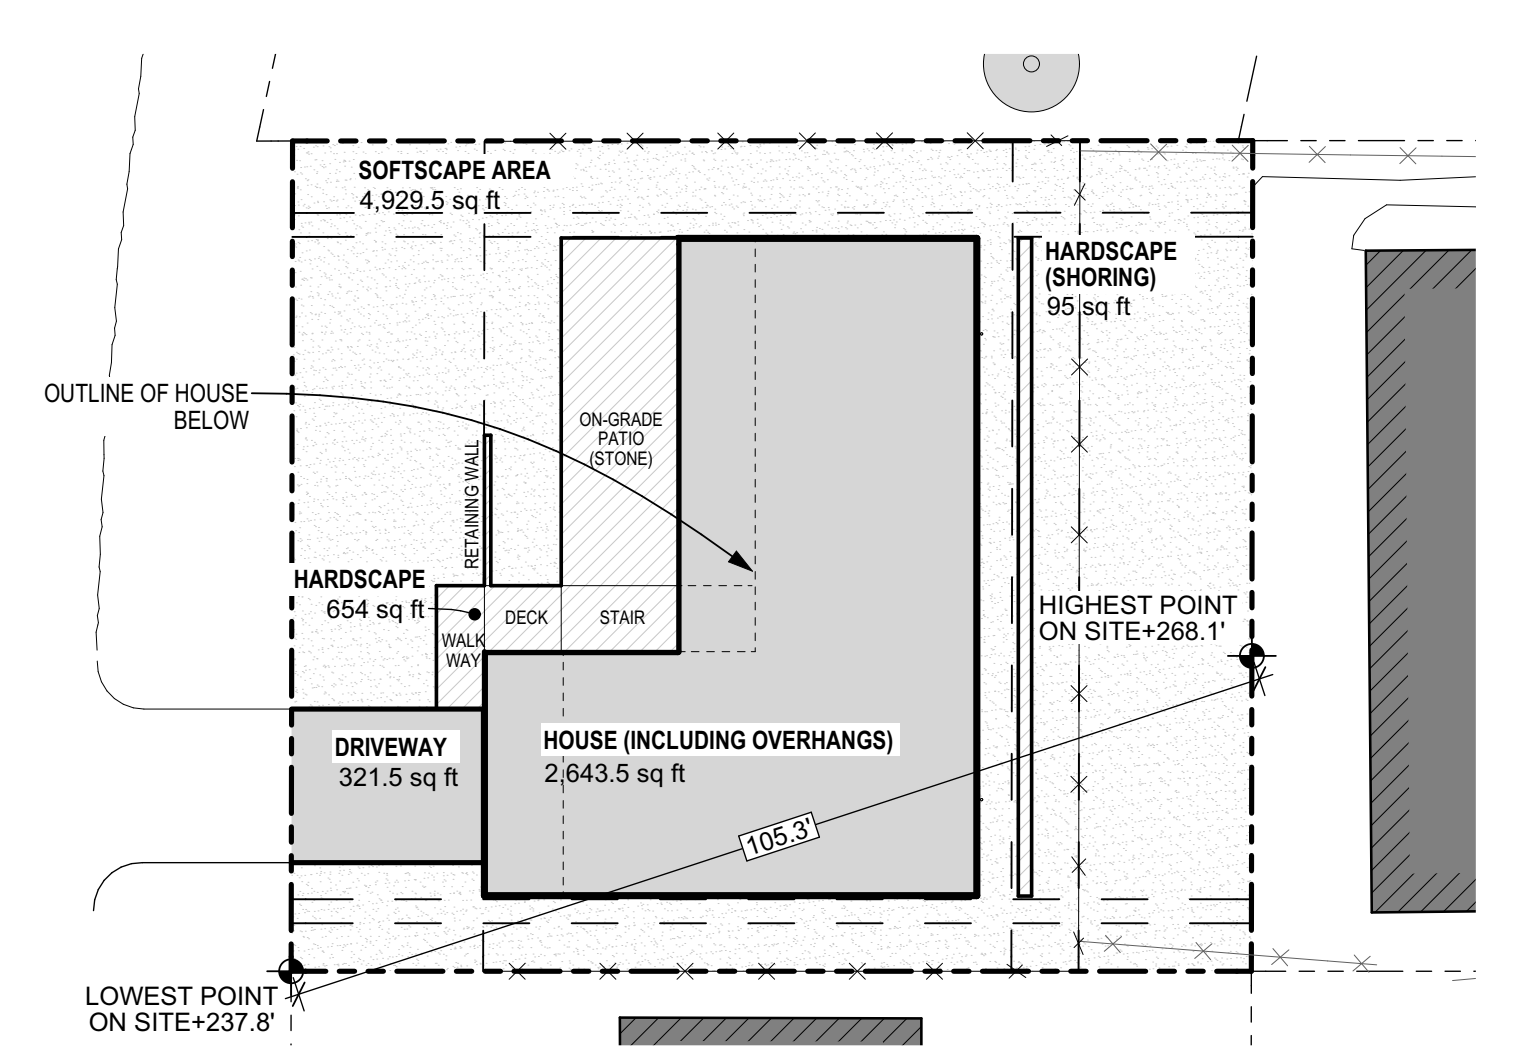 SOFTSCAPE AREA
4,929.5 sq ft
HARDSCAPE
(SHORING)
95 sq ft
OUTLINE OF HOUSE
BELOW
ON-GRADE
PATIO
(STONE)
RETAINING WALL
HARDSCAPE
654 sq ft
DECK
STAIR
WALK
WAY
HIGHEST POINT
ON SITE+268.1'
DRIVEWAY
321.5 sq ft
HOUSE (INCLUDING OVERHANGS)
2,643.5 sq ft
105.3'
LOWEST POINT
ON SITE+237.8'